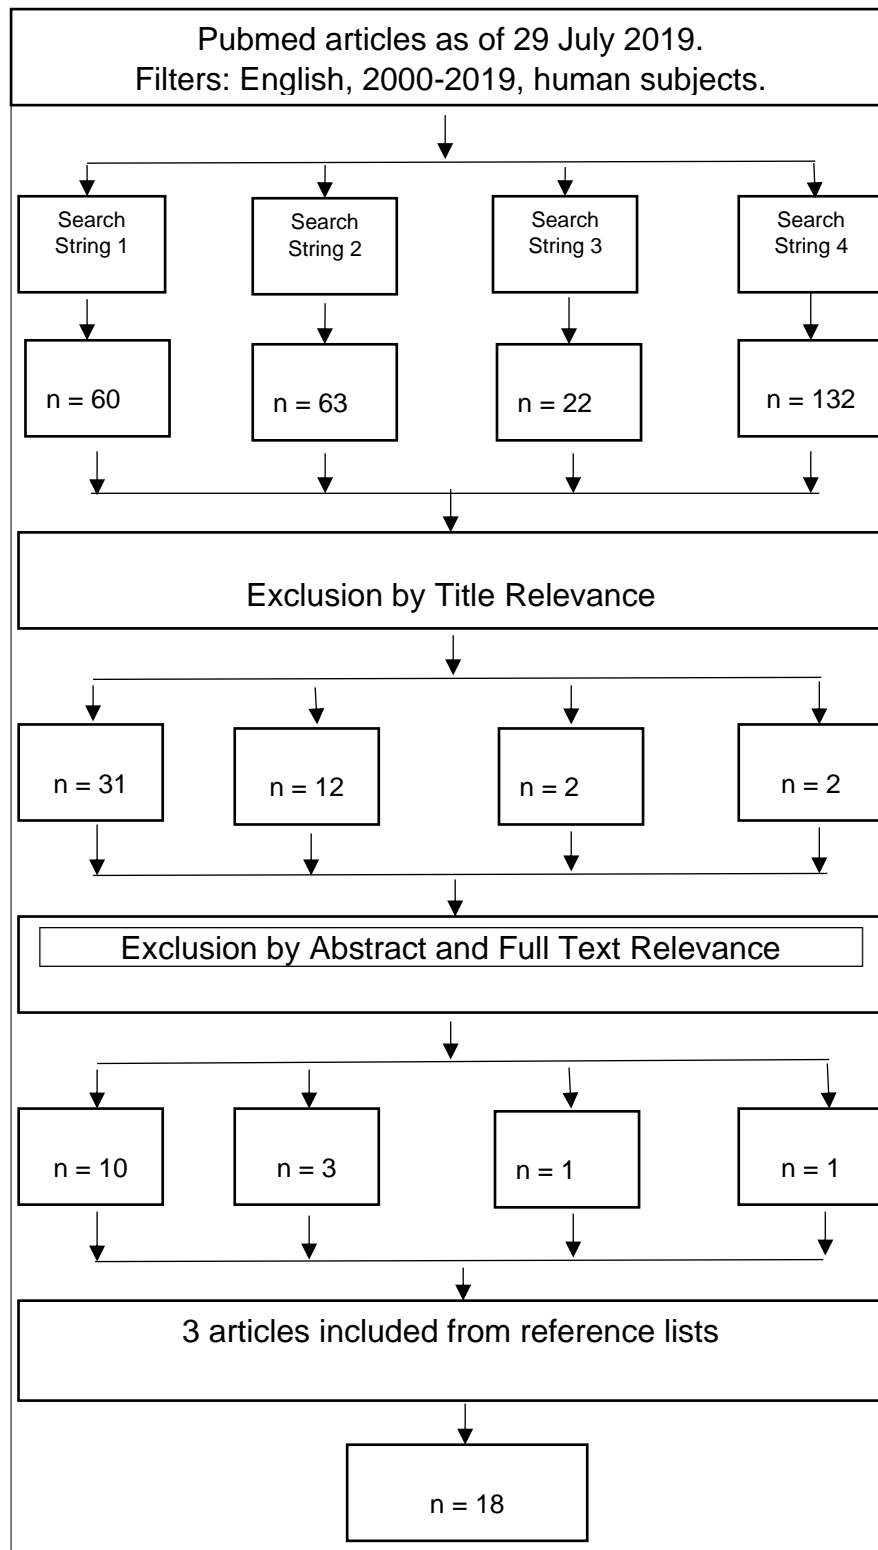 Pubmed articles as of 29 July 2019.
Filters: English, 2000-2019, human subjects.
Search
String 1
Search
String 2
Search
String 3
Search
String 4
n = 60
n = 63
n = 22
n = 132
Exclusion by Title Relevance
n = 31
n = 12
n = 2
n = 2
Exclusion by Abstract and Full Text Relevance
n = 10
n = 3
n = 1
n = 1
3 articles included from reference lists
n = 18